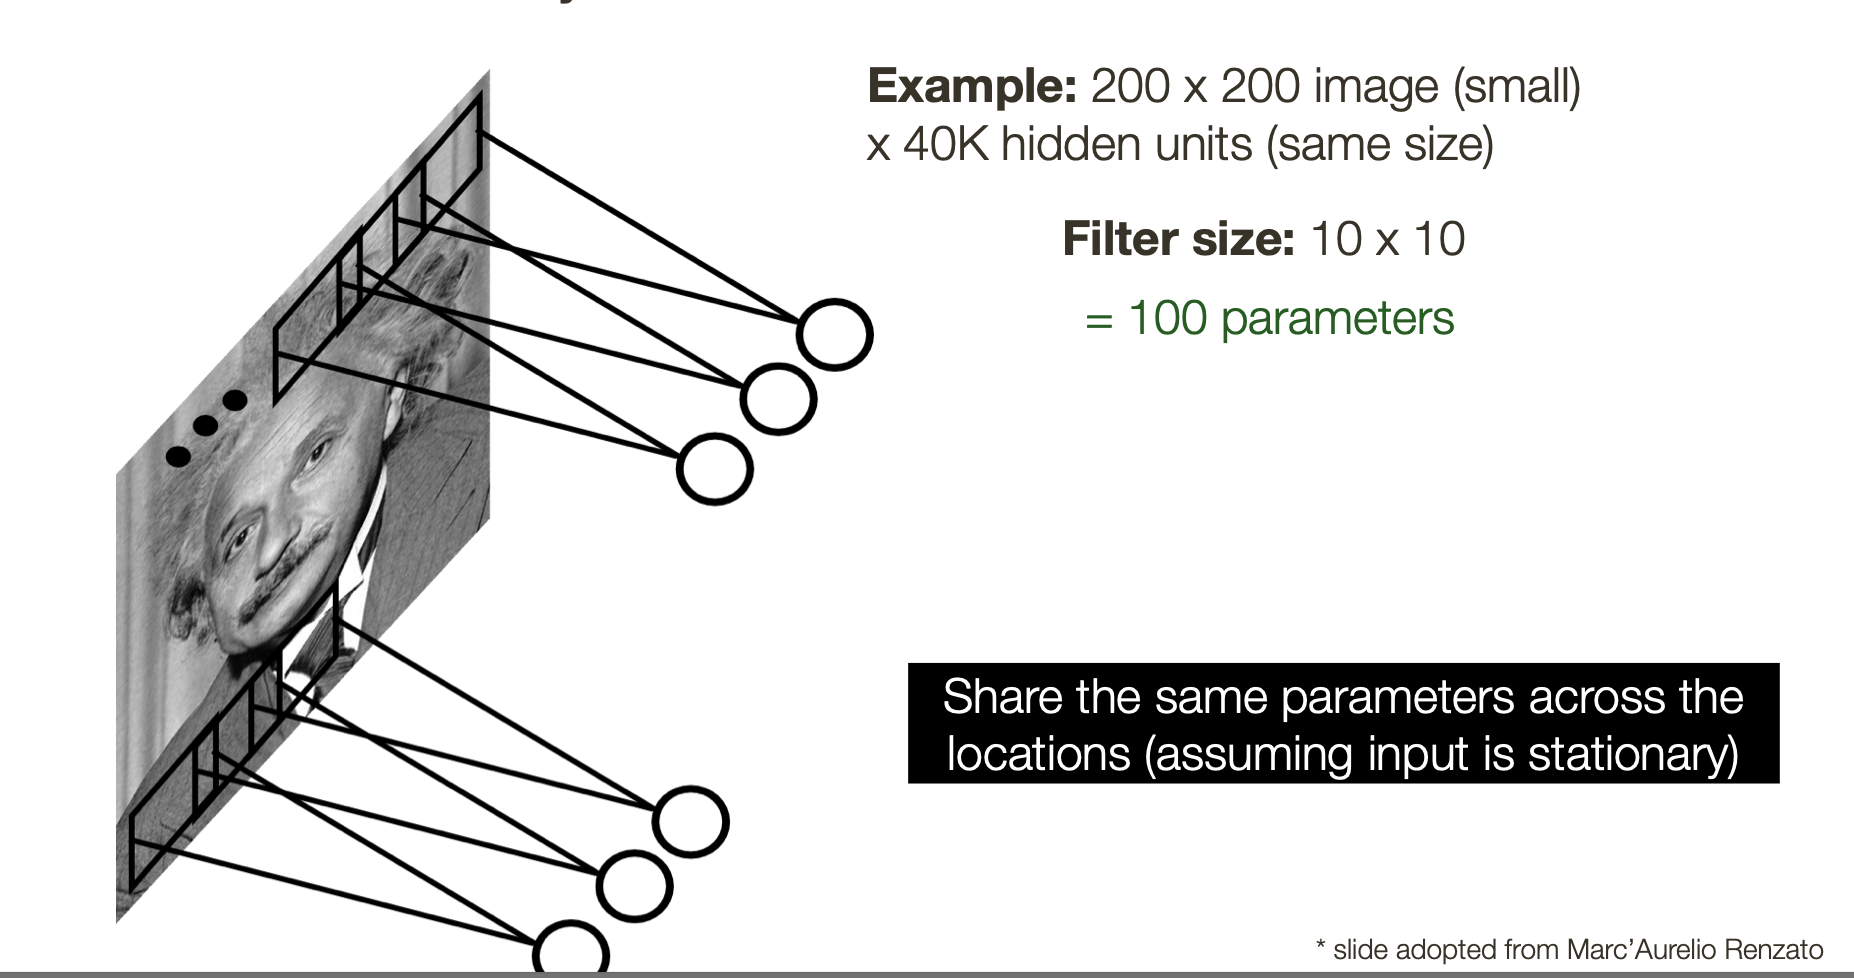 Example: 200 x 200 image (small)
x 40K hidden units (same size)
Filter size: 10 x 10
= 100 parameters
Share the same parameters across the
locations (assuming input is stationary)
* slide adopted from Marc'Aurelio Renzato